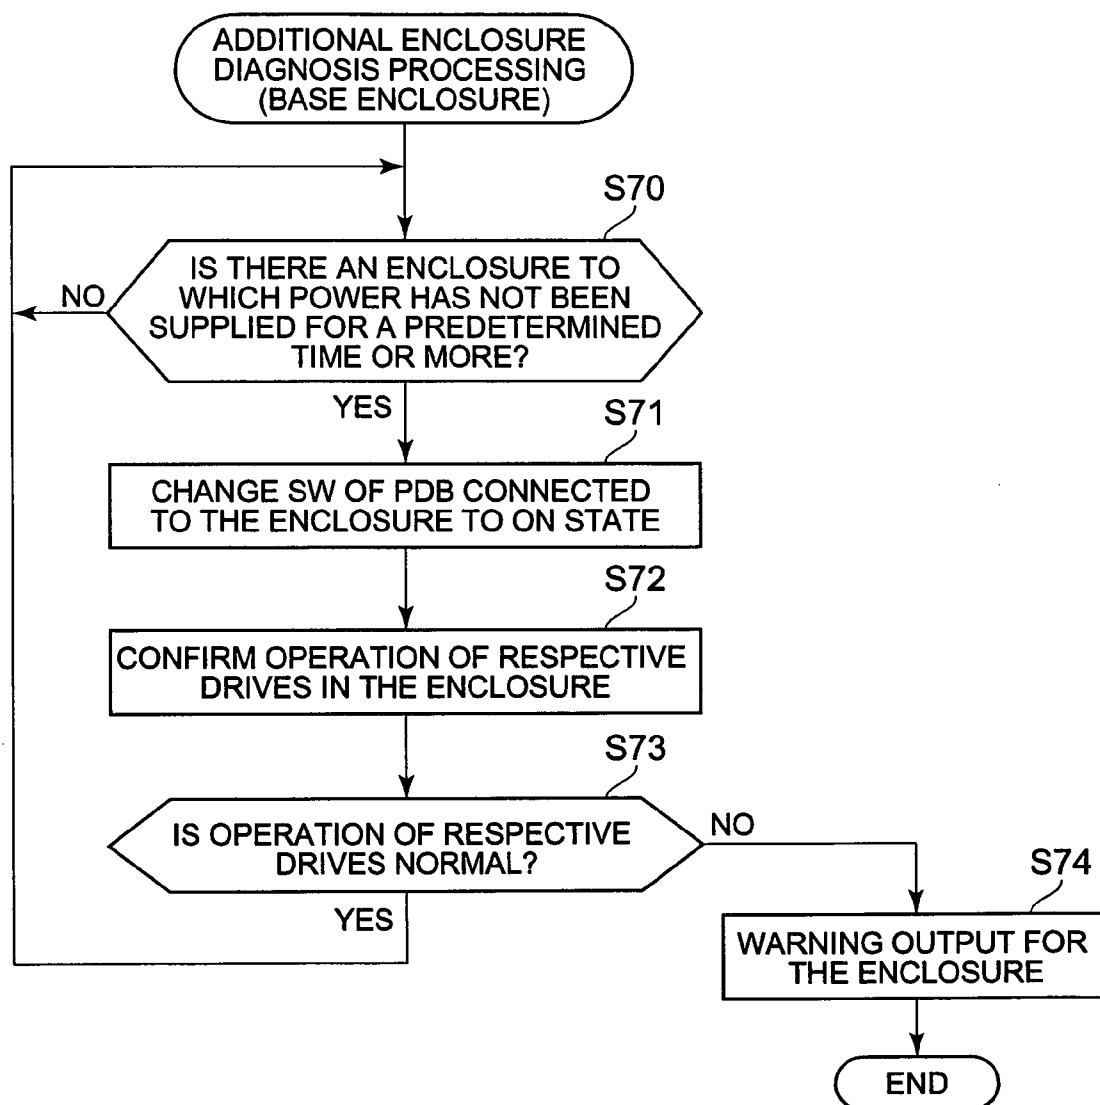 ADDITIONAL ENCLOSURE
DIAGNOSIS PROCESSING
(BASE ENCLOSURE)
S70
IS THERE AN ENCLOSURE TO
WHICH POWER HAS NOT BEEN
SUPPLIED FOR A PREDETERMINED
TIME OR MORE?
NO
YES
S71
CHANGE SW OF PDB CONNECTED
TO THE ENCLOSURE TO ON STATE
S72
CONFIRM OPERATION OF RESPECTIVE
DRIVES IN THE ENCLOSURE
S73
IS OPERATION OF RESPECTIVE
DRIVES NORMAL?
NO
YES
S74
WARNING OUTPUT FOR
THE ENCLOSURE
END